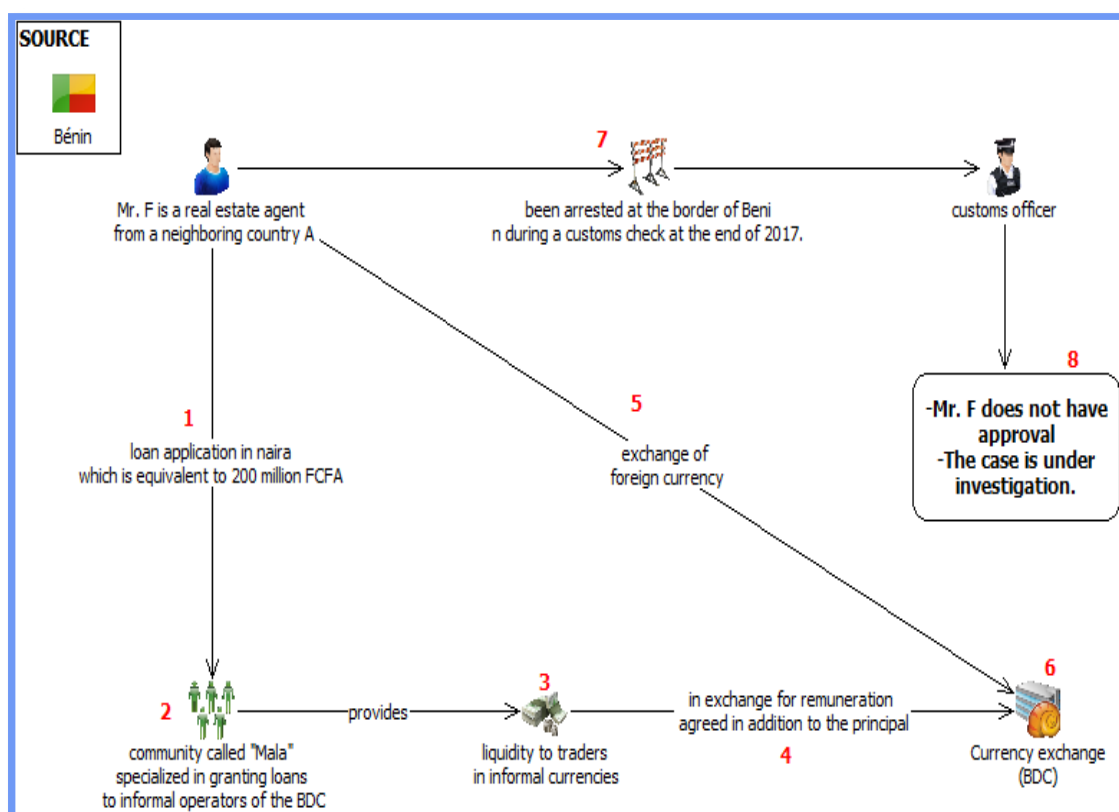 SOURCE
Bénin
7
Mr. F is a real estate agent
from a neighboring country A
been arrested at the border of Beni
n during a customs check at the end of 2017.
customs officer
8
-Mr. F does not have
approval
-The case is under
investigation.
1
loan application in naira
which is equivalent to 200 million FCFA
5
exchange of
foreign currency
2
community called "Mala"
specialized in granting loans
to informal operators of the BDC
provides
3
liquidity to traders
in informal currencies
in exchange for remuneration
agreed in addition to the principal
4
6
Currency exchange
(BDC)